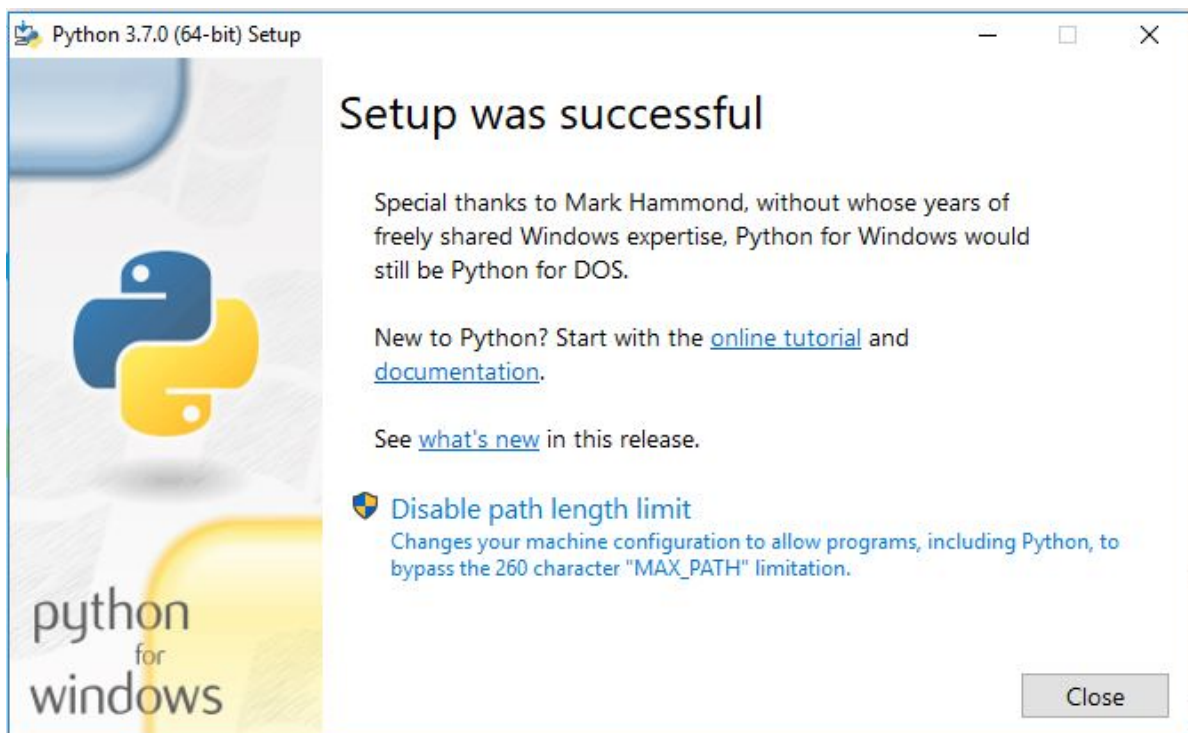 Python 3.7.0 (64-bit) Setup
Setup was successful
Special thanks to Mark Hammond, without whose years of
freely shared Windows expertise, Python for Windows would
still be Python for DOS.
New to Python? Start with the online tutorial and
documentation.
See what's new in this release.
Disable path length limit
Changes your machine configuration to allow programs, including Python, to
bypass the 260 character "MAX_PATH" limitation.
python
for
windows
Close